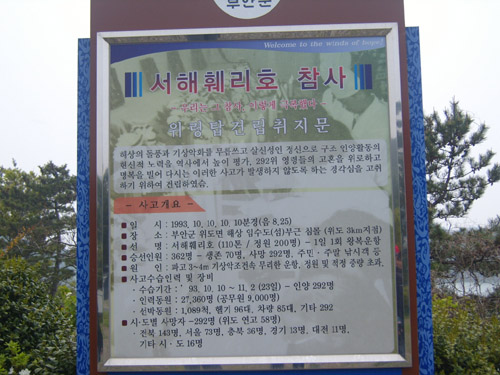 부안군
Welcome to the winds of hope!
서해훼리호 참사
위령탑건립취지문
해상의 돌풍과 기상악화를 무릅쓰고 살신성인 정신으로 구조 인양활동의
헌신적 노력을 역사에서 높이 평가, 292위 영령들의 고혼을 위로하고
명복을 빌어 다시는 이러한 사고가 발생하지 않도록 하는 경각심을 고취
하기 위하여 건립하였슴.
- 사고개요 -
■ 일 시 : 1993. 10. 10. 10.10분경(음 8.25)
■ 장 소 : 부안군 위도면 해상 임수도(섬)부근 심볼 (위도 3km지점)
■ 선 명 : 서해훼리호 (110톤 / 정원 200명) - 1일 1회 왕복운항
■ 승선인원 : 362명 - 생존 70명, 사망 292명, 주민 · 주말 낚시객 등
■ 원 인 : 파고 3~4m 기상악조건속 무리한 운항, 정원 및 적정 중량 초과.
■ 사고수습인력 및 장비
· 수습기간 : ' 93. 10. 10 ~ 11. 2 (23일) - 인양 292명
· 인력동원 : 27,360명 (공무원 9,000명)
· 선박동원 : 1,089척, 헬기 96대, 차량 85대, 기타 292
■ 시·도별 사망자 -292명 (위도 연고 58명)
· 전북 143명, 서울 73명, 충북 36명, 경기 13명, 대전 11명,
기타 시 · 도 16명